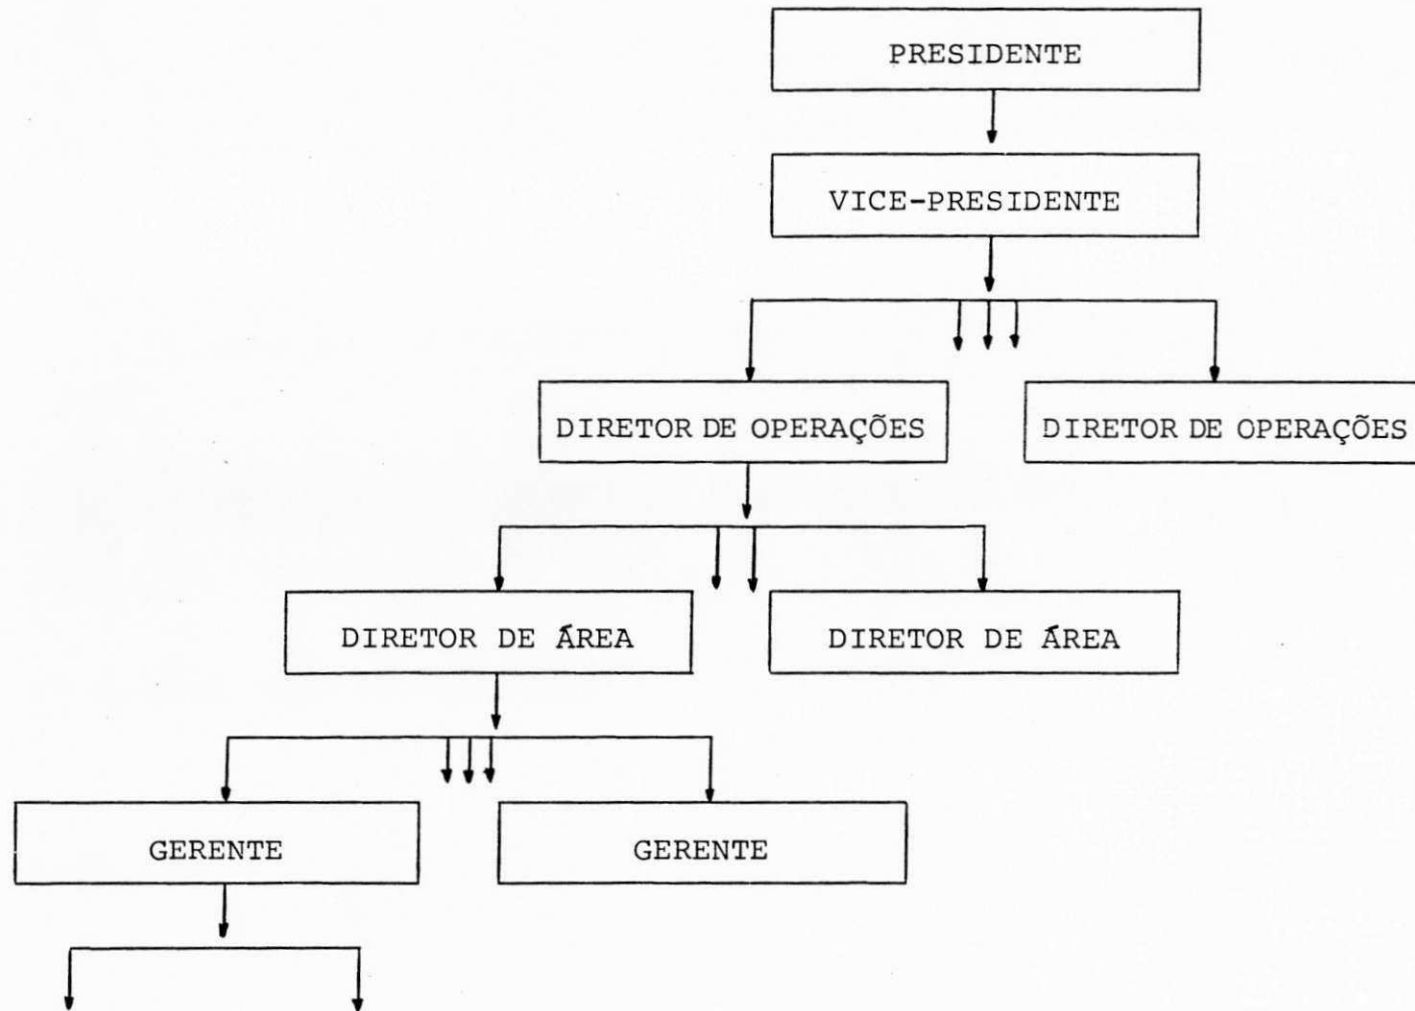 PRESIDENTE
VICE-PRESIDENTE
DIRETOR DE OPERAÇÕES
DIRETOR DE OPERAÇÕES
DIRETOR DE ÁREA
DIRETOR DE ÁREA
GERENTE
GERENTE